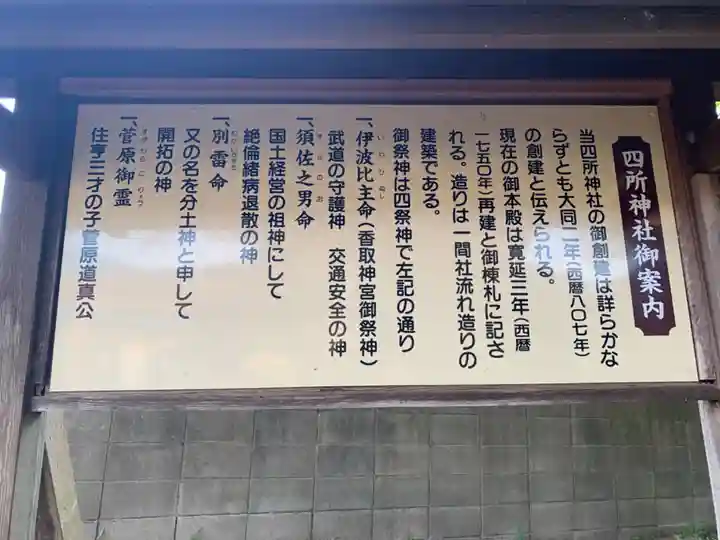 四所神社御案内
当四所神社の御創建は詳らかな
らずとも大同二年(西暦八〇七年)
の創建と伝えられる。
現在の御本殿は寛延三年(西暦
一七五〇年)再建と御棟札に記さ
れる。造りは一間社流れ造りの
建築である。
御祭神は四祭神で左記の通り
一、伊波比主命(香取神宮御祭神)
武道の守護神 交通安全の神
一、須佐之男命
国土経営の祖神にして
絶倫緒病退散の神
一、別雷命
又の名を分土神と申して
開拓の神
一、菅原御霊
住亨三才の子菅原道真公